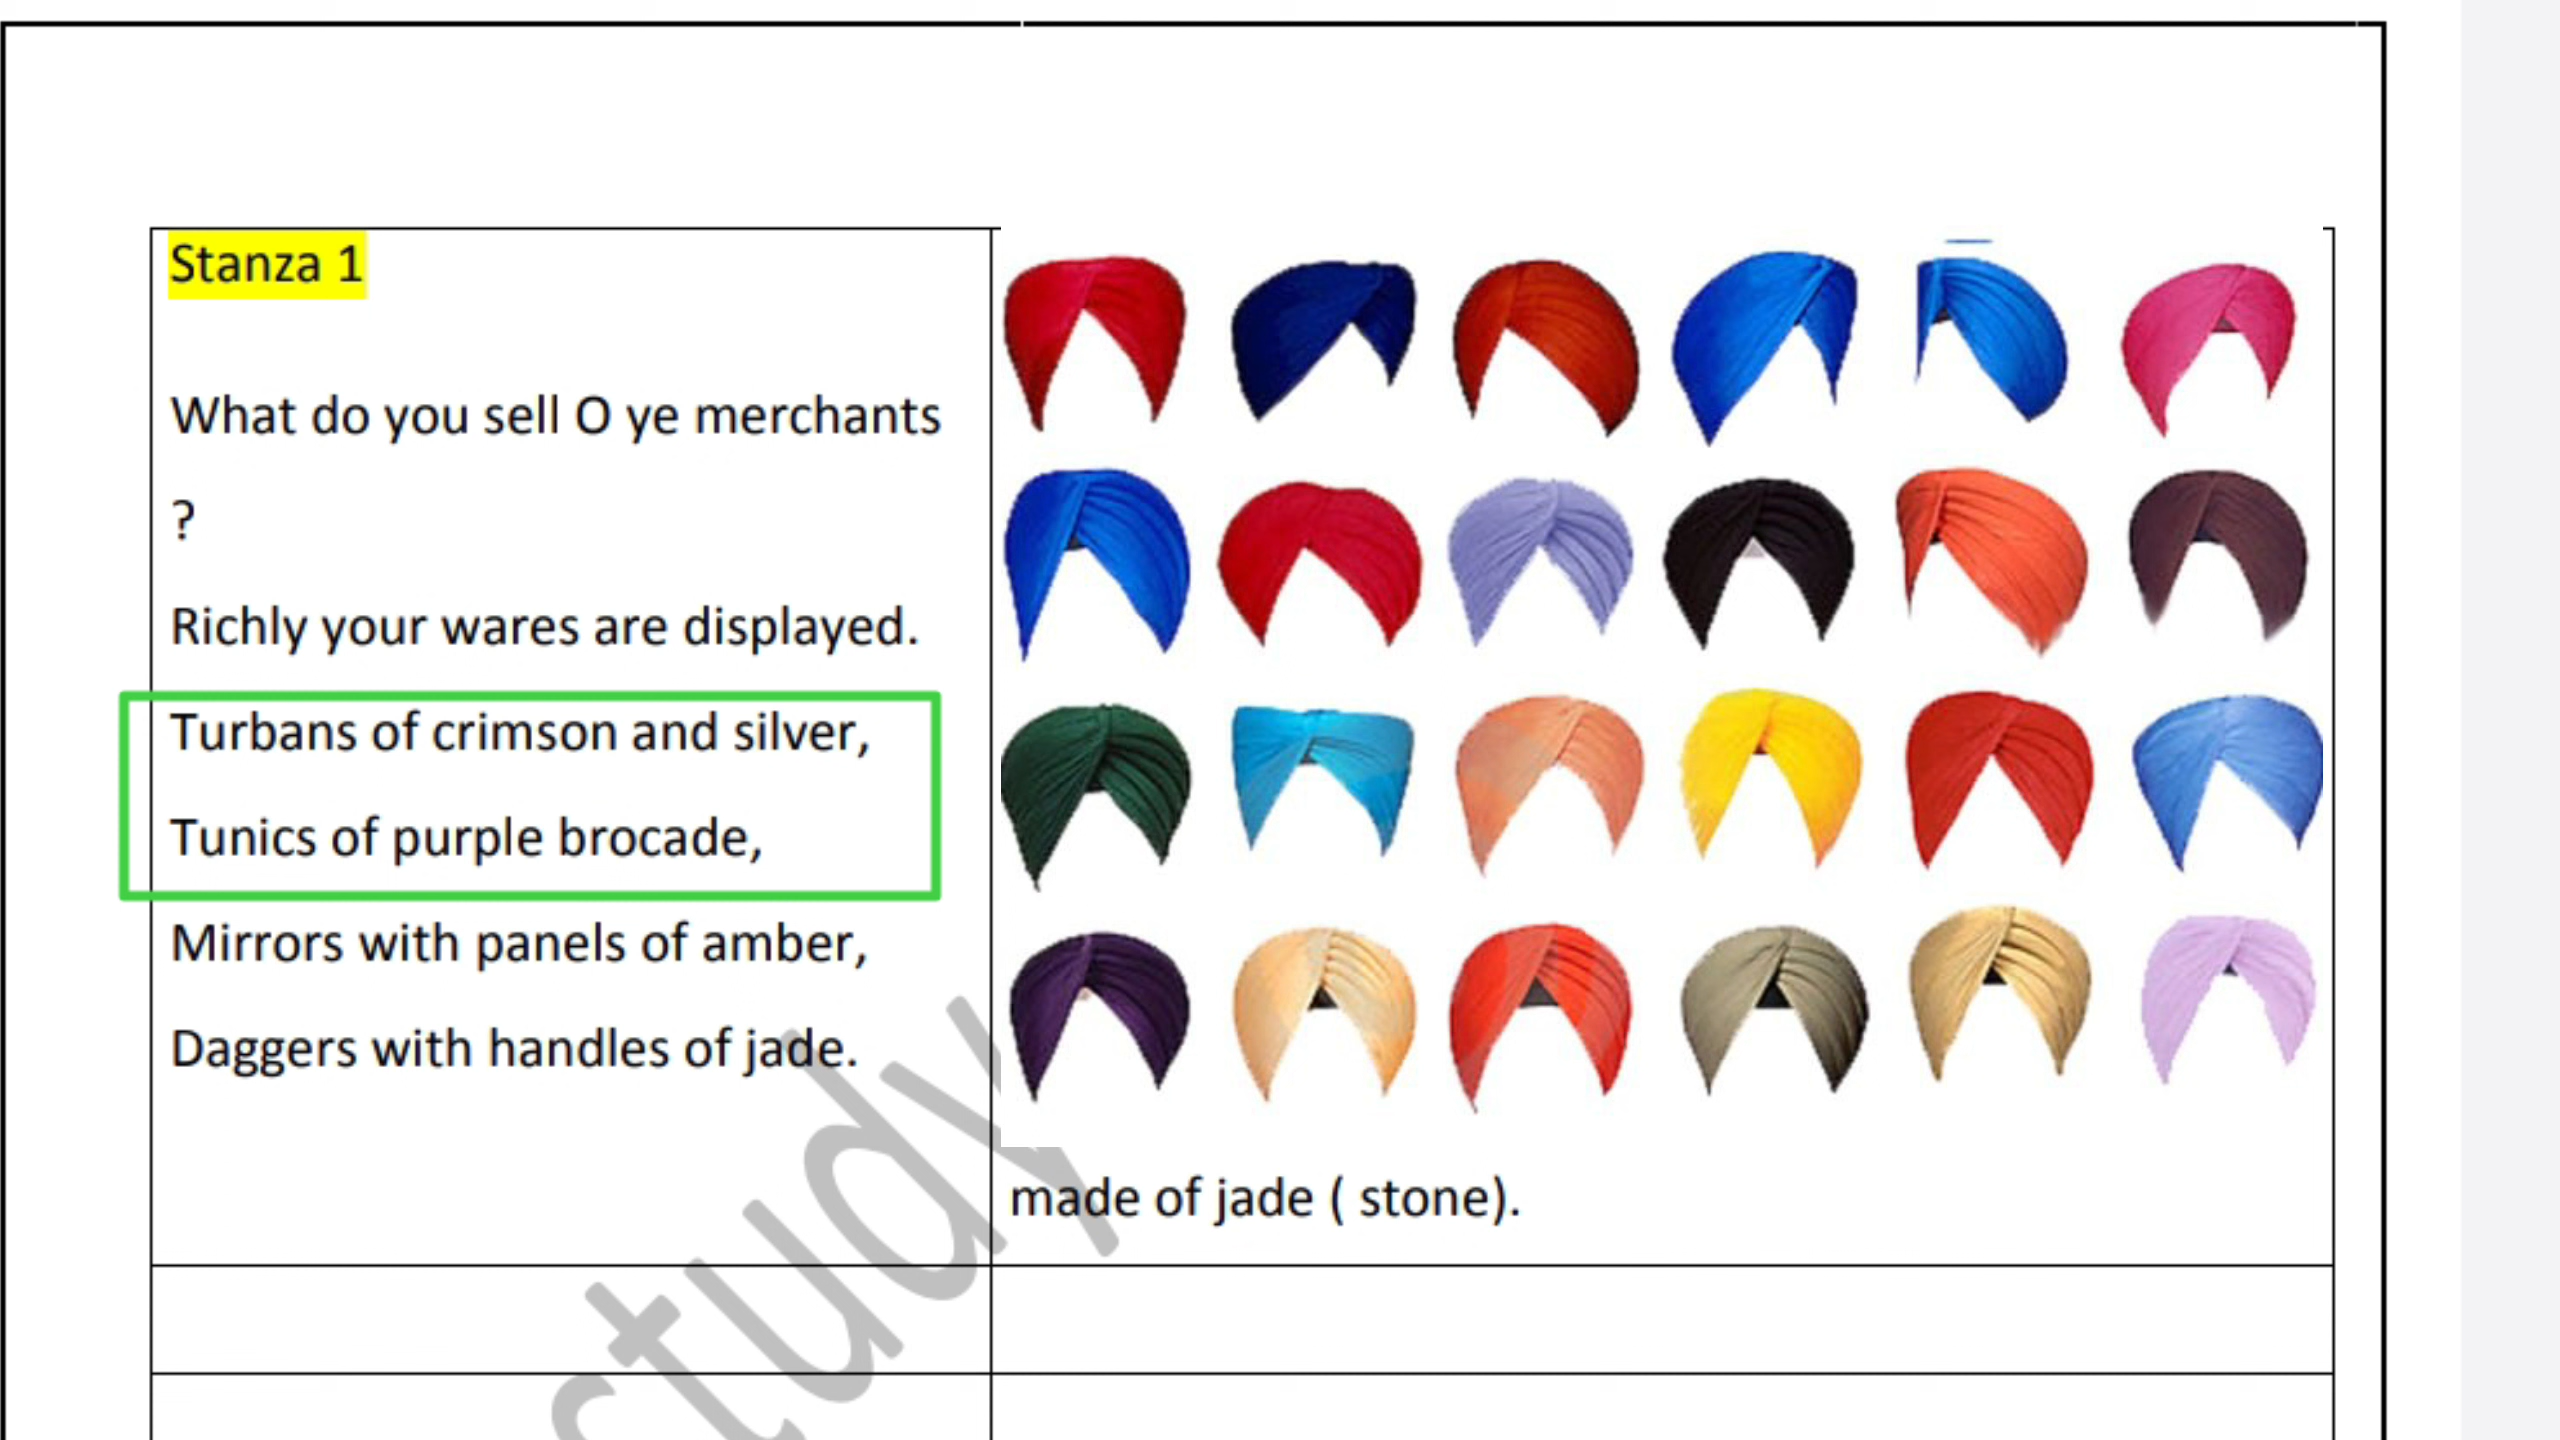 Stanza 1
What do you sell O ye merchants
?
Richly your wares are displayed.
Turbans of crimson and silver,
Tunics of purple brocade,
Mirrors with panels of amber,
Daggers with handles of jade.
made of jade ( stone).
study